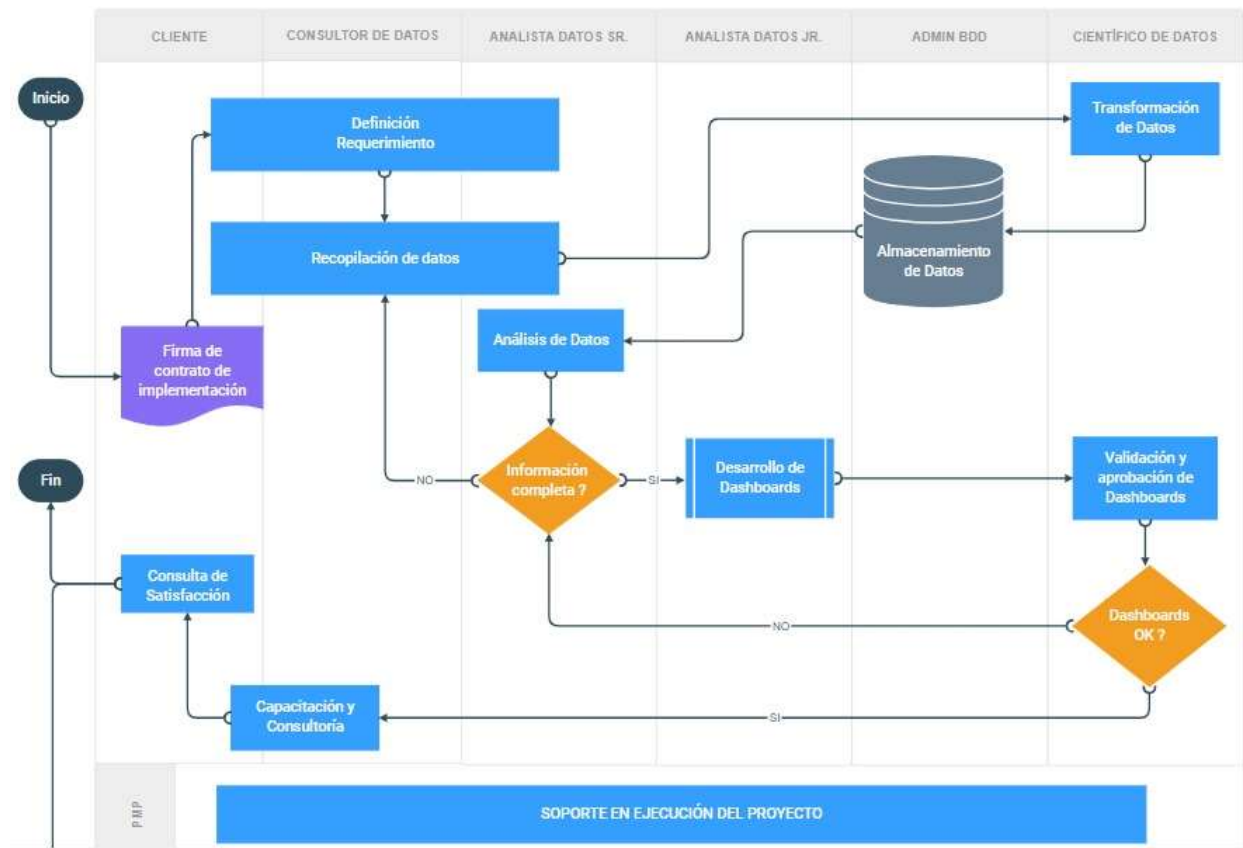 CLIENTE
CONSULTOR DE DATOS
ANALISTA DATOS SR.
ANALISTA DATOS JR.
ADMIN BDD
CIENTÍFICO DE DATOS
Inicio
Definición
Requerimiento
Transformación
de Datos
Recopilación de datos
Almacenamiento
de Datos
Firma de
contrato de
implementación
Análisis de Datos
Fin
NO
Información
completa ?
SI
Desarrollo de
Dashboards
Validación y
aprobación de
Dashboards
Consulta de
Satisfacción
NO
Dashboards
OK ?
Capacitación y
Consultoría
SI
PMP
SOPORTE EN EJECUCIÓN DEL PROYECTO